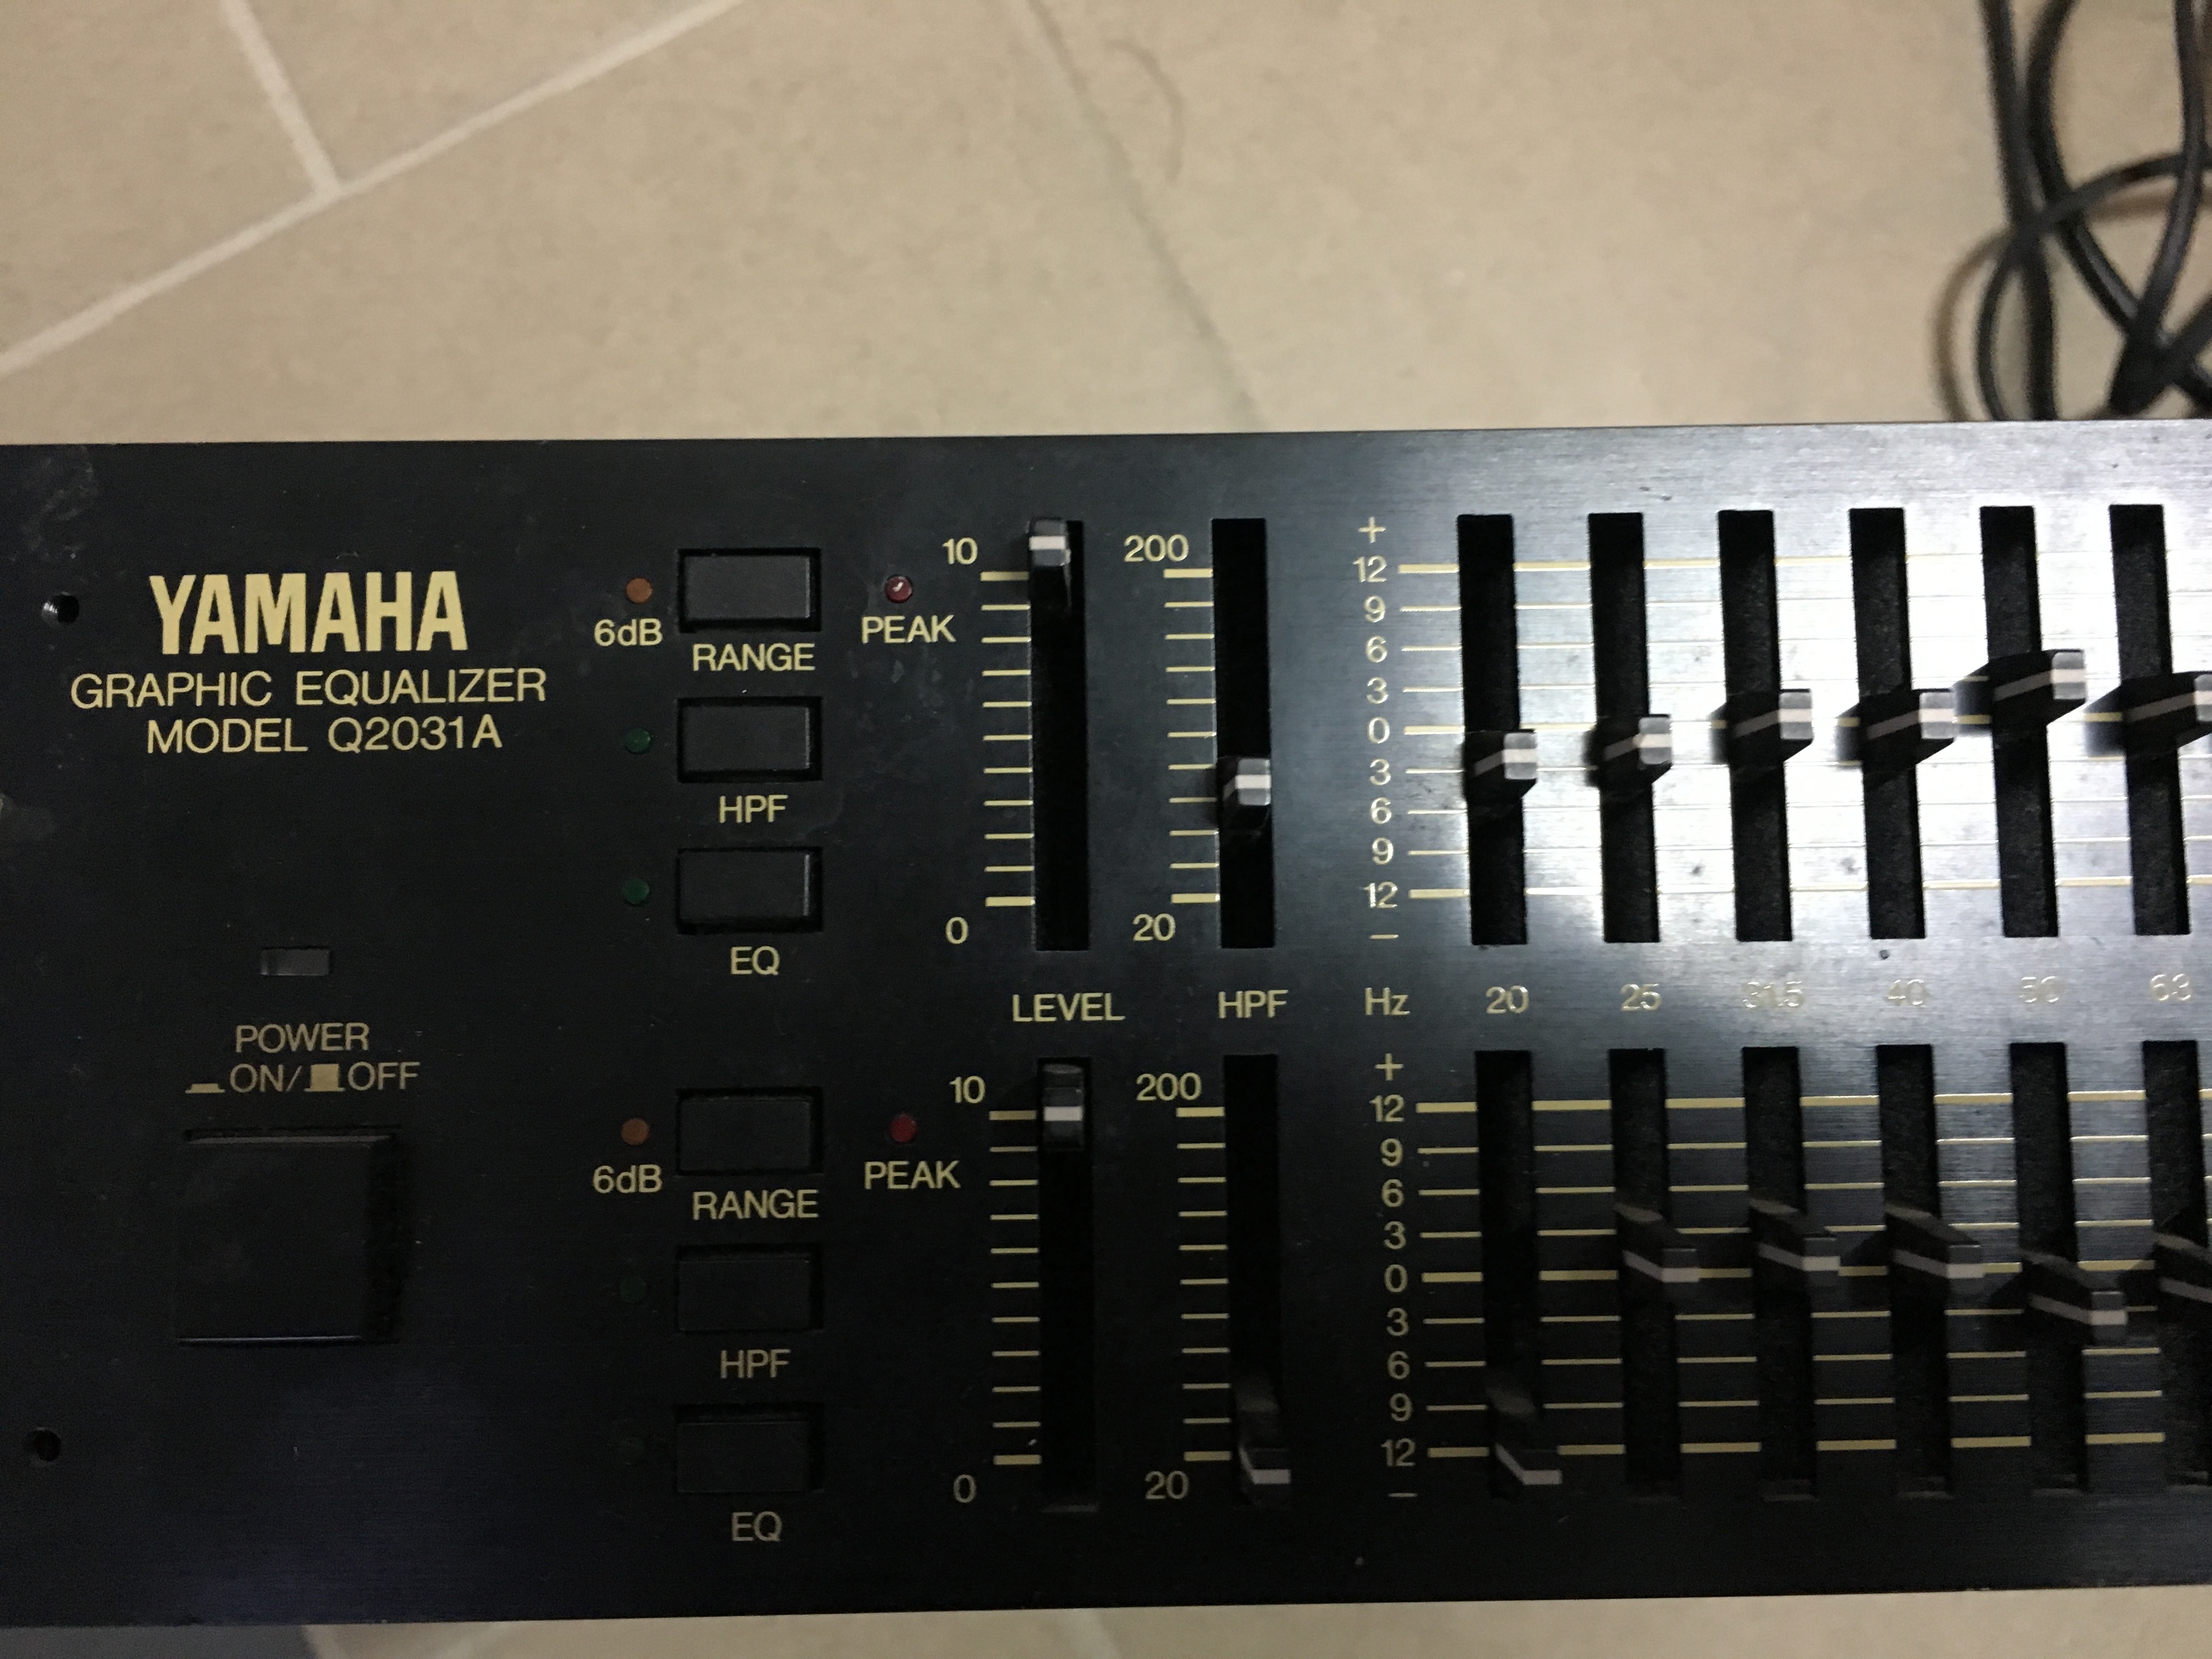 YAMAHA
GRAPHIC EQUALIZER
MODEL Q2031A
POWER
ON/ OFF
6dB
RANGE
HPF
EQ
PEAK
10
0
200
20
+
12
9
6
3
0
3
6
9
12
−
LEVEL HPF Hz 20 25 31.5 40 50 63
6dB
RANGE
HPF
EQ
PEAK
10
0
200
20
+
12
9
6
3
0
3
6
9
12
−